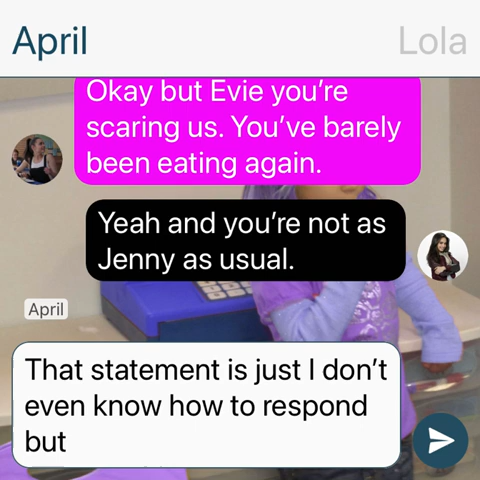 April
Lola
Okay but Evie you’re
scaring us. You’ve barely
been eating again.
Yeah and you’re not as
Jenny as usual.
April
That statement is just I don’t
even know how to respond
but